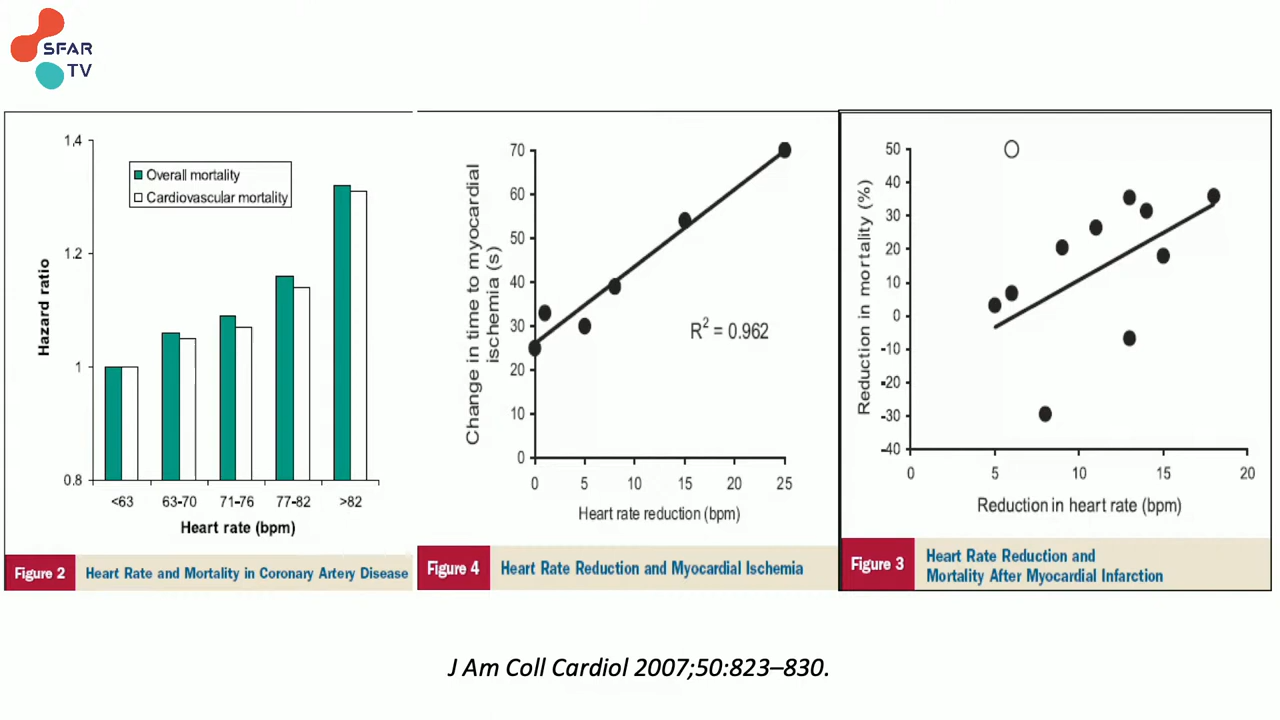 SFAR
TV
1,4
1.2
1
0.8
Hazard ratio
Overall mortality
Cardiovascular mortality
<63
63-70
71-76
77-82
>82
Heart rate (bpm)
Figure 2
Heart Rate and Mortality in Coronary Artery Disease
Change in time to myocardial
ischemia (s)
70
60
50
40
30
20
10
0
R² = 0.962
0
5
10
15
20
25
Heart rate reduction (bpm)
Figure 4
Heart Rate Reduction and Myocardial Ischemia
Reduction in mortality (%)
50
40
30
20
10
0
-10
-20
-30
-40
0
5
10
15
20
Reduction in heart rate (bpm)
Figure 3
Heart Rate Reduction and
Mortality After Myocardial Infarction
J Am Coll Cardiol 2007;50:823–830.